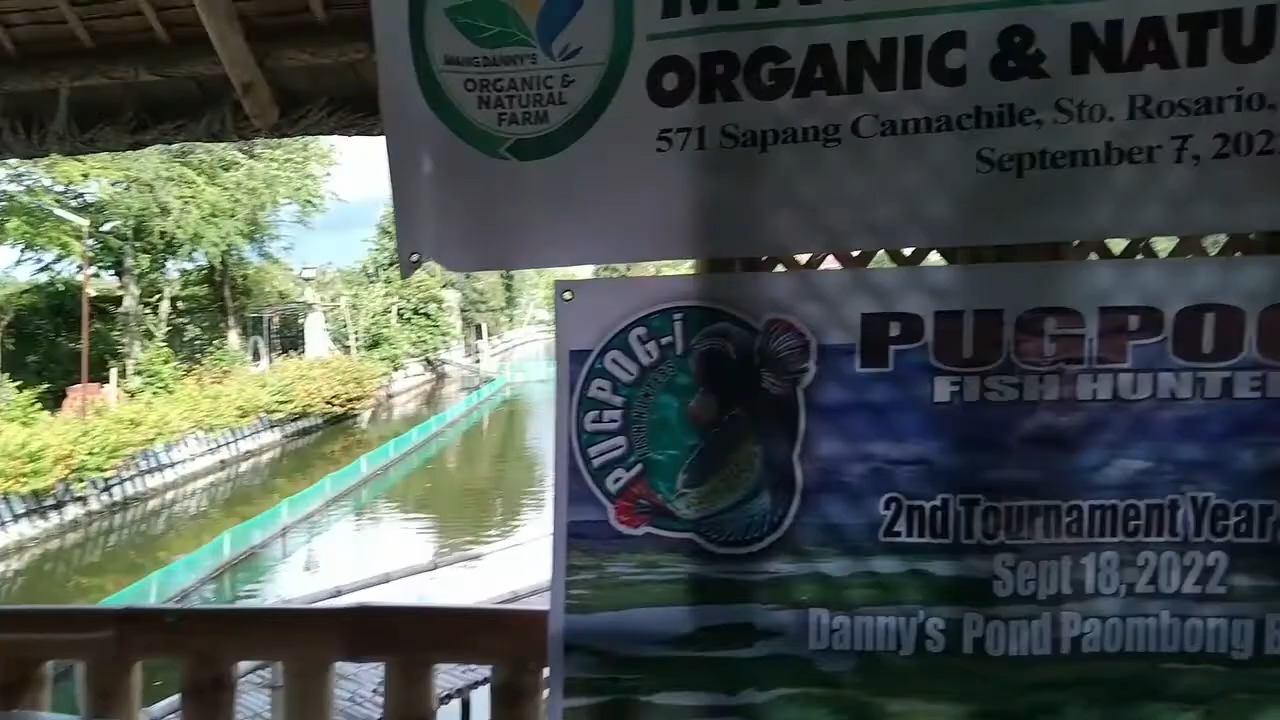 MANG DANNY'S
ORGANIC &
NATURAL
FARM
ORGANIC & NATU
571 Sapang Camachile, Sto. Rosario,
September 7, 202
PUGPOG-i
FISH HUNTERS
PUGPOG
FISH HUNTE
2nd Tournament Year
Sept 18, 2022
Danny's Pond Paombong B